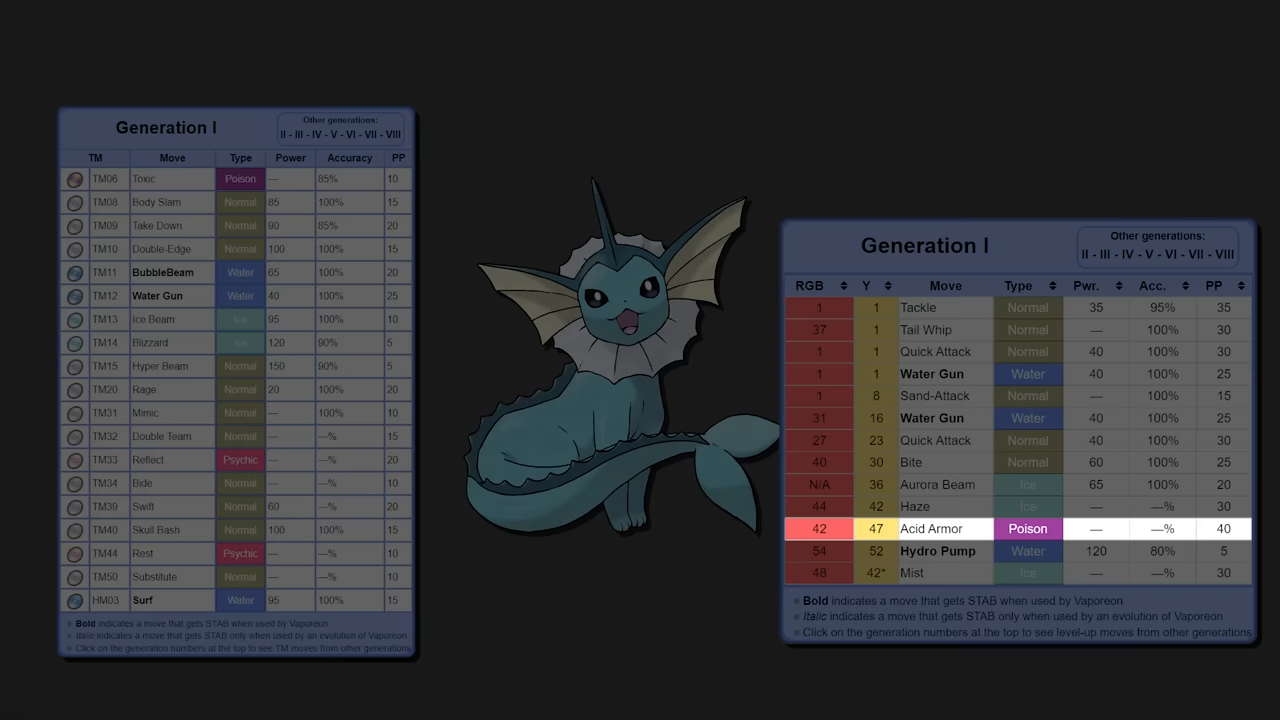 Generation I
Other generations:
II - III - IV - V - VI - VII - VIII
TM Move Type Power Accuracy PP
TM06 Toxic Poison — 85% 10
TM08 Body Slam Normal 85 100% 15
TM09 Take Down Normal 90 85% 20
TM10 Double-Edge Normal 100 100% 15
TM11 BubbleBeam Water 65 100% 20
TM12 Water Gun Water 40 100% 25
TM13 Ice Beam Ice 95 100% 10
TM14 Blizzard Ice 120 90% 5
TM15 Hyper Beam Normal 150 90% 5
TM20 Rage Normal 20 100% 20
TM31 Mimic Normal — 100% 10
TM32 Double Team Normal — —% 15
TM33 Reflect Psychic — —% 20
TM34 Bide Normal — —% 10
TM39 Swift Normal 60 —% 20
TM40 Skull Bash Normal 100 100% 15
TM44 Rest Psychic — —% 10
TM50 Substitute Normal — —% 10
HM03 Surf Water 95 100% 15
Bold indicates a move that gets STAB when used by Vaporeon
Italic indicates a move that gets STAB only when used by an evolution of Vaporeon
Click on the generation numbers at the top to see TM moves from other generations
Generation I
Other generations:
II - III - IV - V - VI - VII - VIII
RGB Y Move Type Pwr. Acc. PP
1 1 Tackle Normal 35 95% 35
37 1 Tail Whip Normal — 100% 30
1 1 Quick Attack Normal 40 100% 30
1 1 Water Gun Water 40 100% 25
1 8 Sand-Attack Normal — 100% 15
31 16 Water Gun Water 40 100% 25
27 23 Quick Attack Normal 40 100% 30
40 30 Bite Normal 60 100% 25
N/A 36 Aurora Beam Ice 65 100% 20
44 42 Haze Ice — —% 30
42 47 Acid Armor Poison — —% 40
54 52 Hydro Pump Water 120 80% 5
48 42* Mist Ice — —% 30
Bold indicates a move that gets STAB when used by Vaporeon
Italic indicates a move that gets STAB only when used by an evolution of Vaporeon
Click on the generation numbers at the top to see level-up moves from other generations